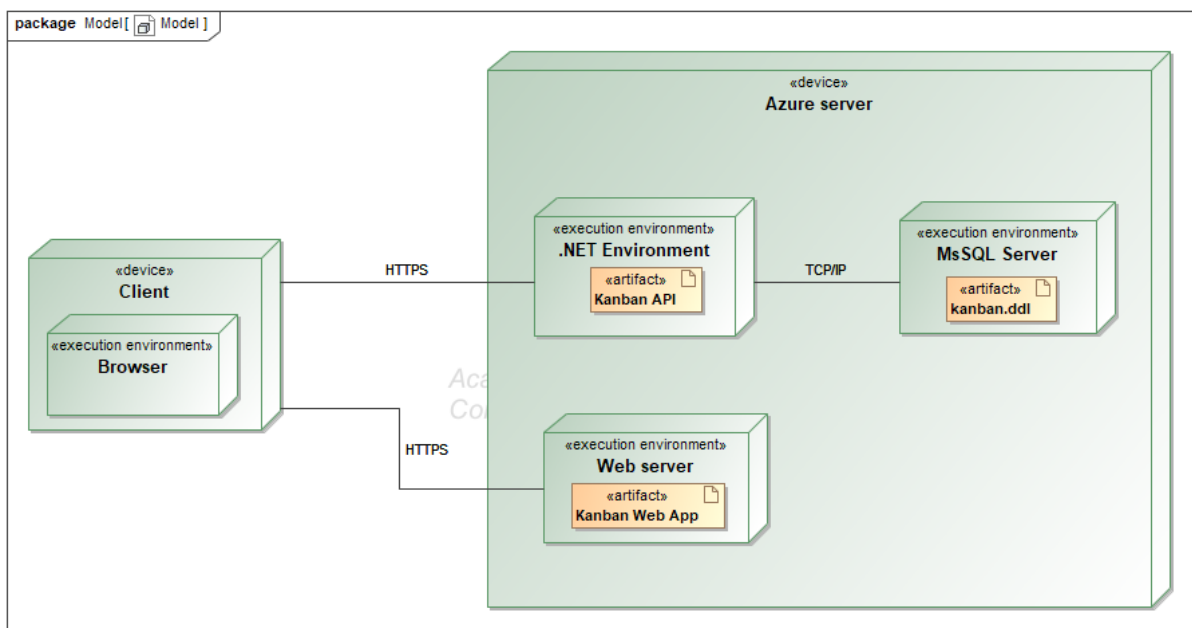 package Model[ Model ]
«device»
Azure server
«execution environment»
.NET Environment
«artifact»
Kanban API
«execution environment»
MsSQL Server
«artifact»
kanban.ddl
HTTPS
TCP/IP
«device»
Client
«execution environment»
Browser
HTTPS
«execution environment»
Web server
«artifact»
Kanban Web App